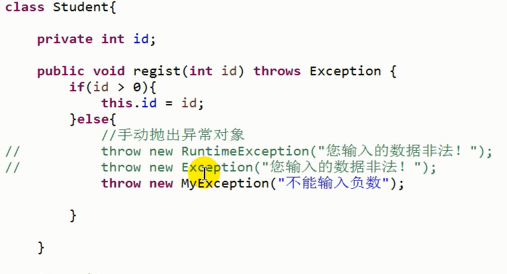 class Student{
private int id;
public void regist(int id) throws Exception {
if(id > 0){
this.id = id;
}else{
//手动抛出异常对象
// throw new RuntimeException("您输入的数据非法！");
// throw new Exception("您输入的数据非法！");
throw new MyException("不能输入负数");
}
}